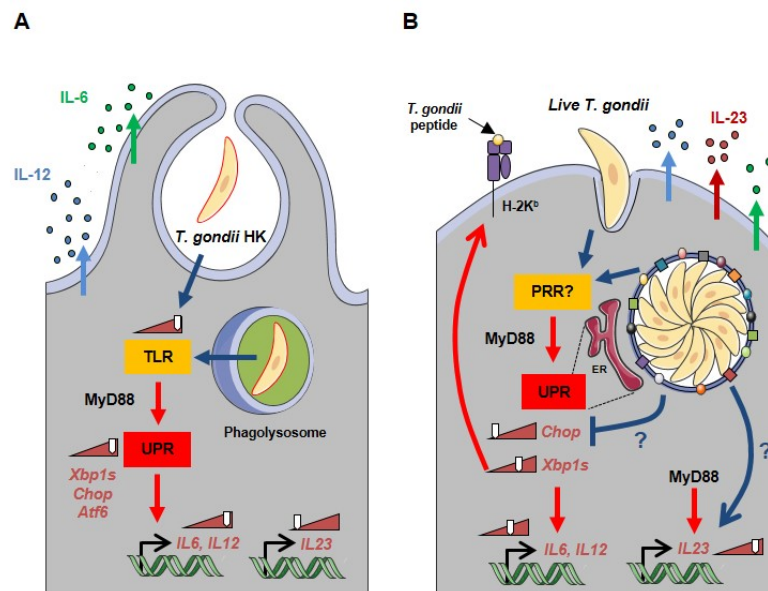 A
IL-6
IL-12
T. gondii HK
TLR
MyD88
Phagolysosome
UPR
Xbp1s
Chop
Atf6
IL6, IL12
IL23
B
T. gondii
peptide
Live T. gondii
IL-23
H-2Kᵇ
PRR?
MyD88
ER
UPR
Chop
?
?
Xbp1s
MyD88
IL6, IL12
IL23